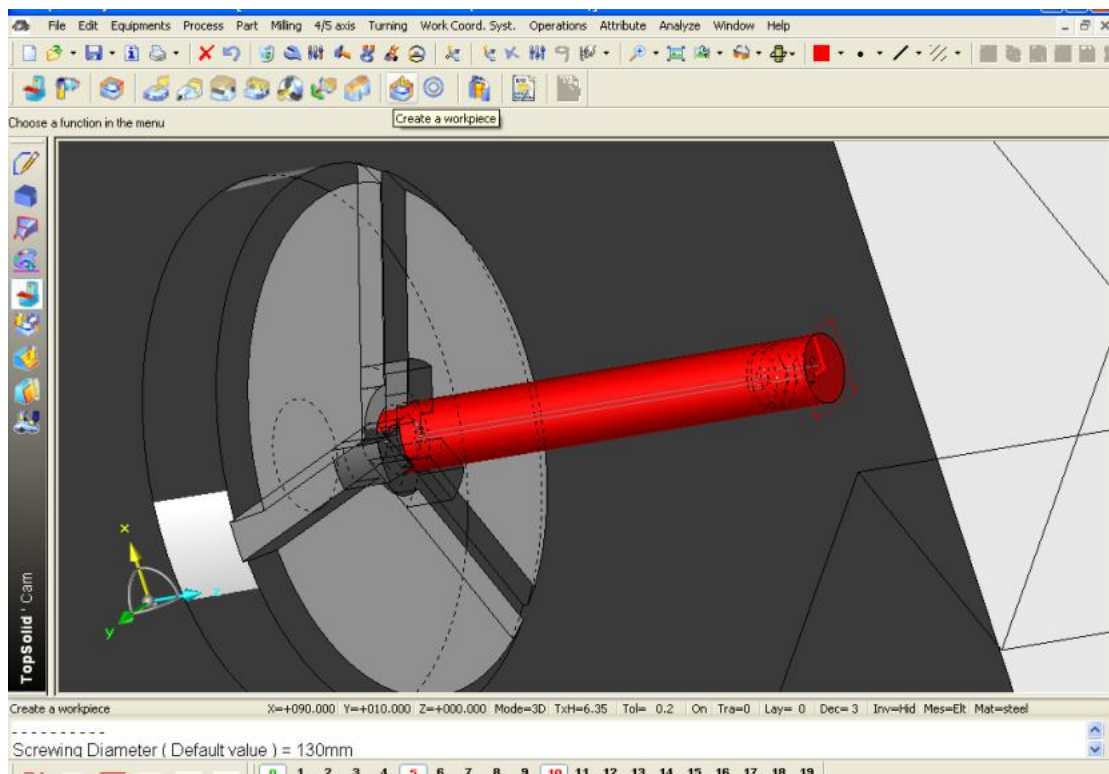 File Edit Equipments Process Part Milling 4/5 axis Turning Work Coord. Syst. Operations Attribute Analyze Window Help
Create a workpiece
Choose a function in the menu
x
z
y
TopSolid'Cam
Create a workpiece X=+090.000 Y=+010.000 Z=+000.000 Mode=3D TxH=6.35 Tol= 0.2 On Tra=0 Lay= 0 Dec= 3 Inv=Hid Mes=Elt Mat=steel
- - - - - - - - - -
Screwing Diameter ( Default value ) = 130mm
0 1 2 3 4 5 6 7 8 9 10 11 12 13 14 15 16 17 18 19